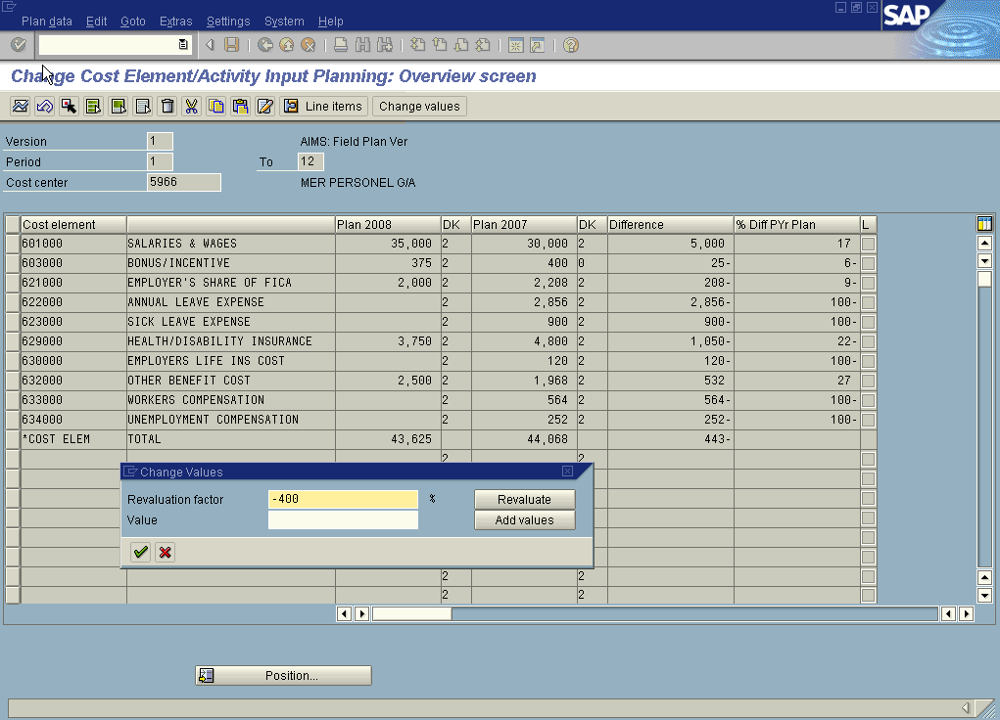 Plan data Edit Goto Extras Settings System Help
SAP
Change Cost Element/Activity Input Planning: Overview screen
Line items Change values
Version 1 AIMS: Field Plan Ver
Period 1 To 12
Cost center 5966 MER PERSONEL G/A
Cost element Plan 2008 DK Plan 2007 DK Difference % Diff PYr Plan L
601000 SALARIES & WAGES 35,000 2 30,000 2 5,000 17
603000 BONUS/INCENTIVE 375 2 400 0 25- 6-
621000 EMPLOYER'S SHARE OF FICA 2,000 2 2,208 2 208- 9-
622000 ANNUAL LEAVE EXPENSE 2 2,856 2 2,856- 100-
623000 SICK LEAVE EXPENSE 2 900 2 900- 100-
629000 HEALTH/DISABILITY INSURANCE 3,750 2 4,800 2 1,050- 22-
630000 EMPLOYERS LIFE INS COST 2 120 2 120- 100-
632000 OTHER BENEFIT COST 2,500 2 1,968 2 532 27
633000 WORKERS COMPENSATION 2 564 2 564- 100-
634000 UNEMPLOYMENT COMPENSATION 2 252 2 252- 100-
*COST ELEM TOTAL 43,625 44,068 443-
2 2
Change Values
Revaluation factor -400 % Revaluate
Value Add values
2 2
2 2
Position...